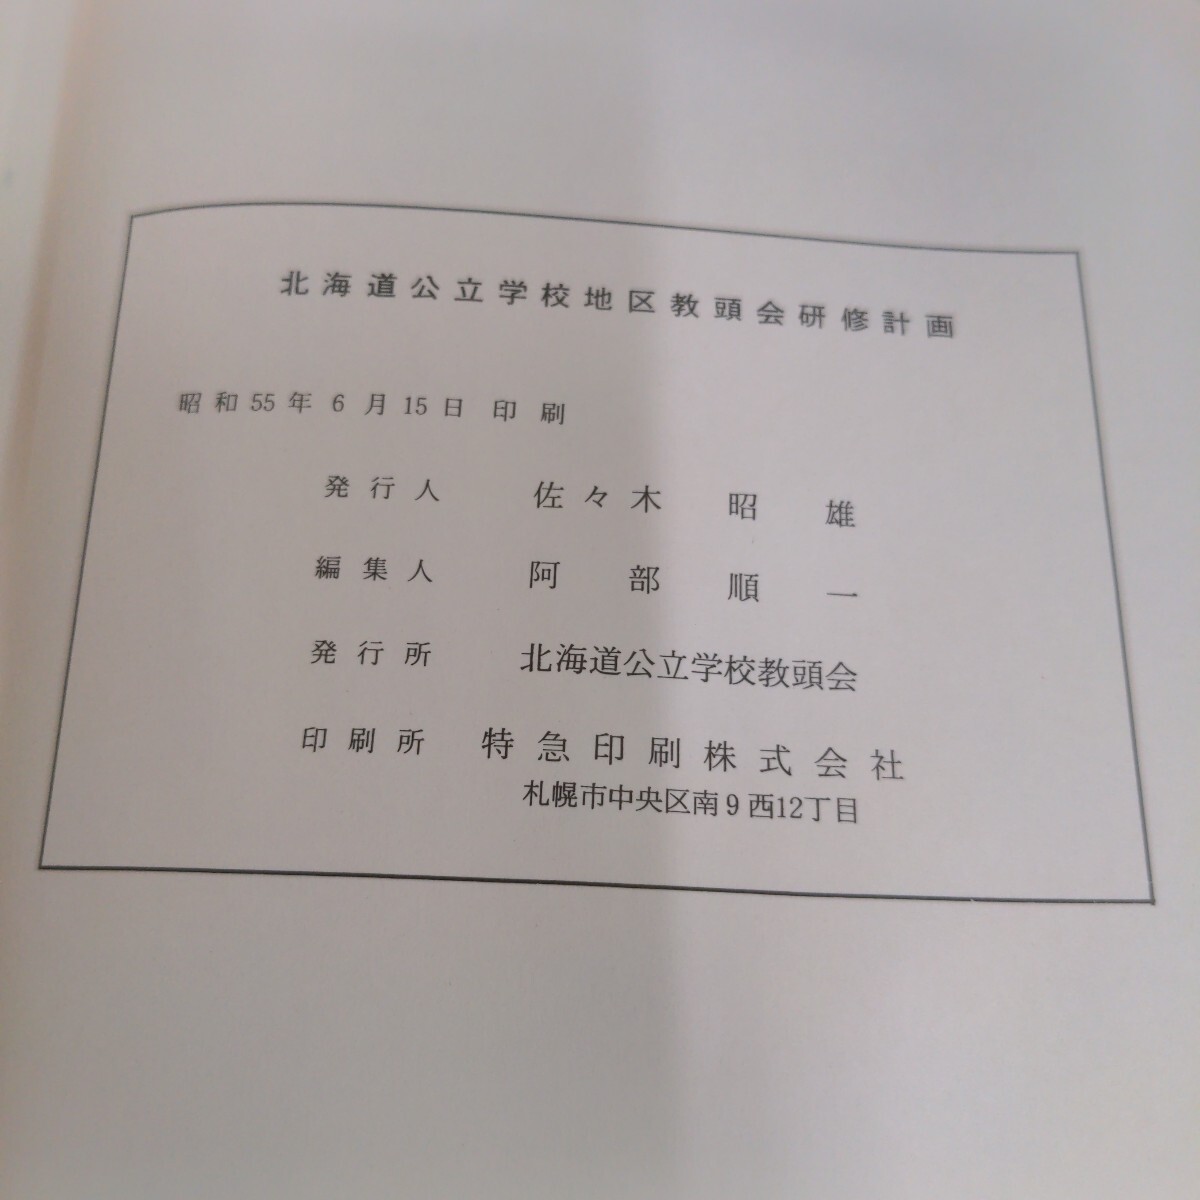 北海道公立学校地区教頭会研修計画
昭和55年6月15日 印刷
発行人 佐々木 昭 雄
編集人 阿 部 順 一
発行所 北海道公立学校教頭会
印刷所 特急印刷株式会社
札幌市中央区南9西12丁目